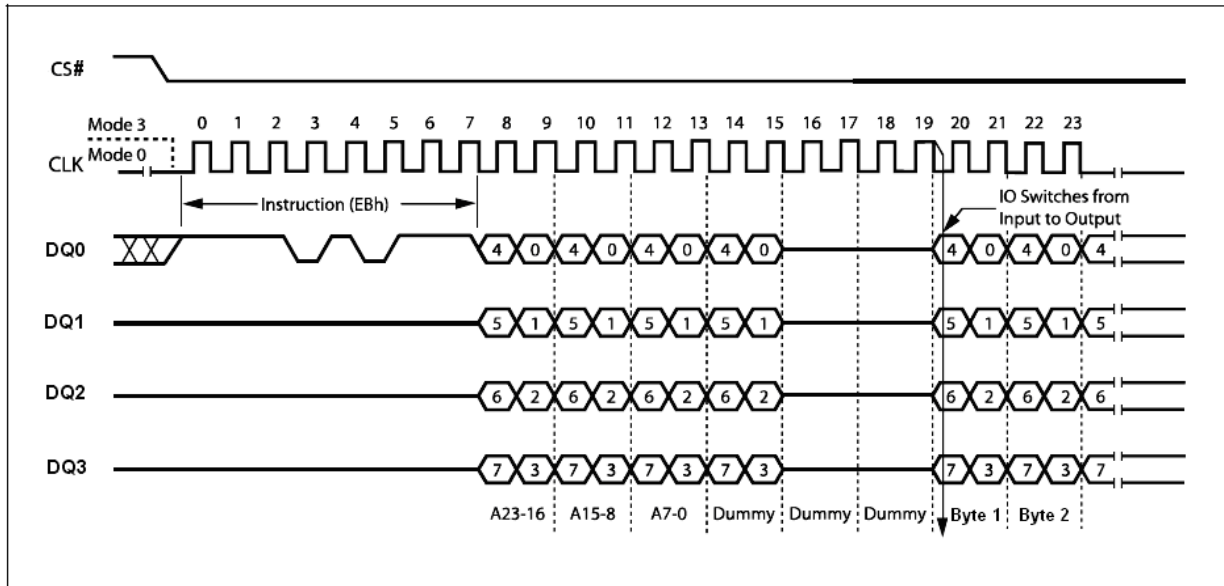 CS#
Mode 3
0 1 2 3 4 5 6 7 8 9 10 11 12 13 14 15 16 17 18 19 20 21 22 23
Mode 0
CLK
Instruction (EBh)
IO Switches from
Input to Output
DQ0 4 0 4 0 4 0 4 0 4 0 4 0 4
DQ1 5 1 5 1 5 1 5 1 5 1 5 1 5
DQ2 6 2 6 2 6 2 6 2 6 2 6 2 6
DQ3 7 3 7 3 7 3 7 3 7 3 7 3 7
A23-16 A15-8 A7-0 Dummy Dummy Dummy Byte 1 Byte 2